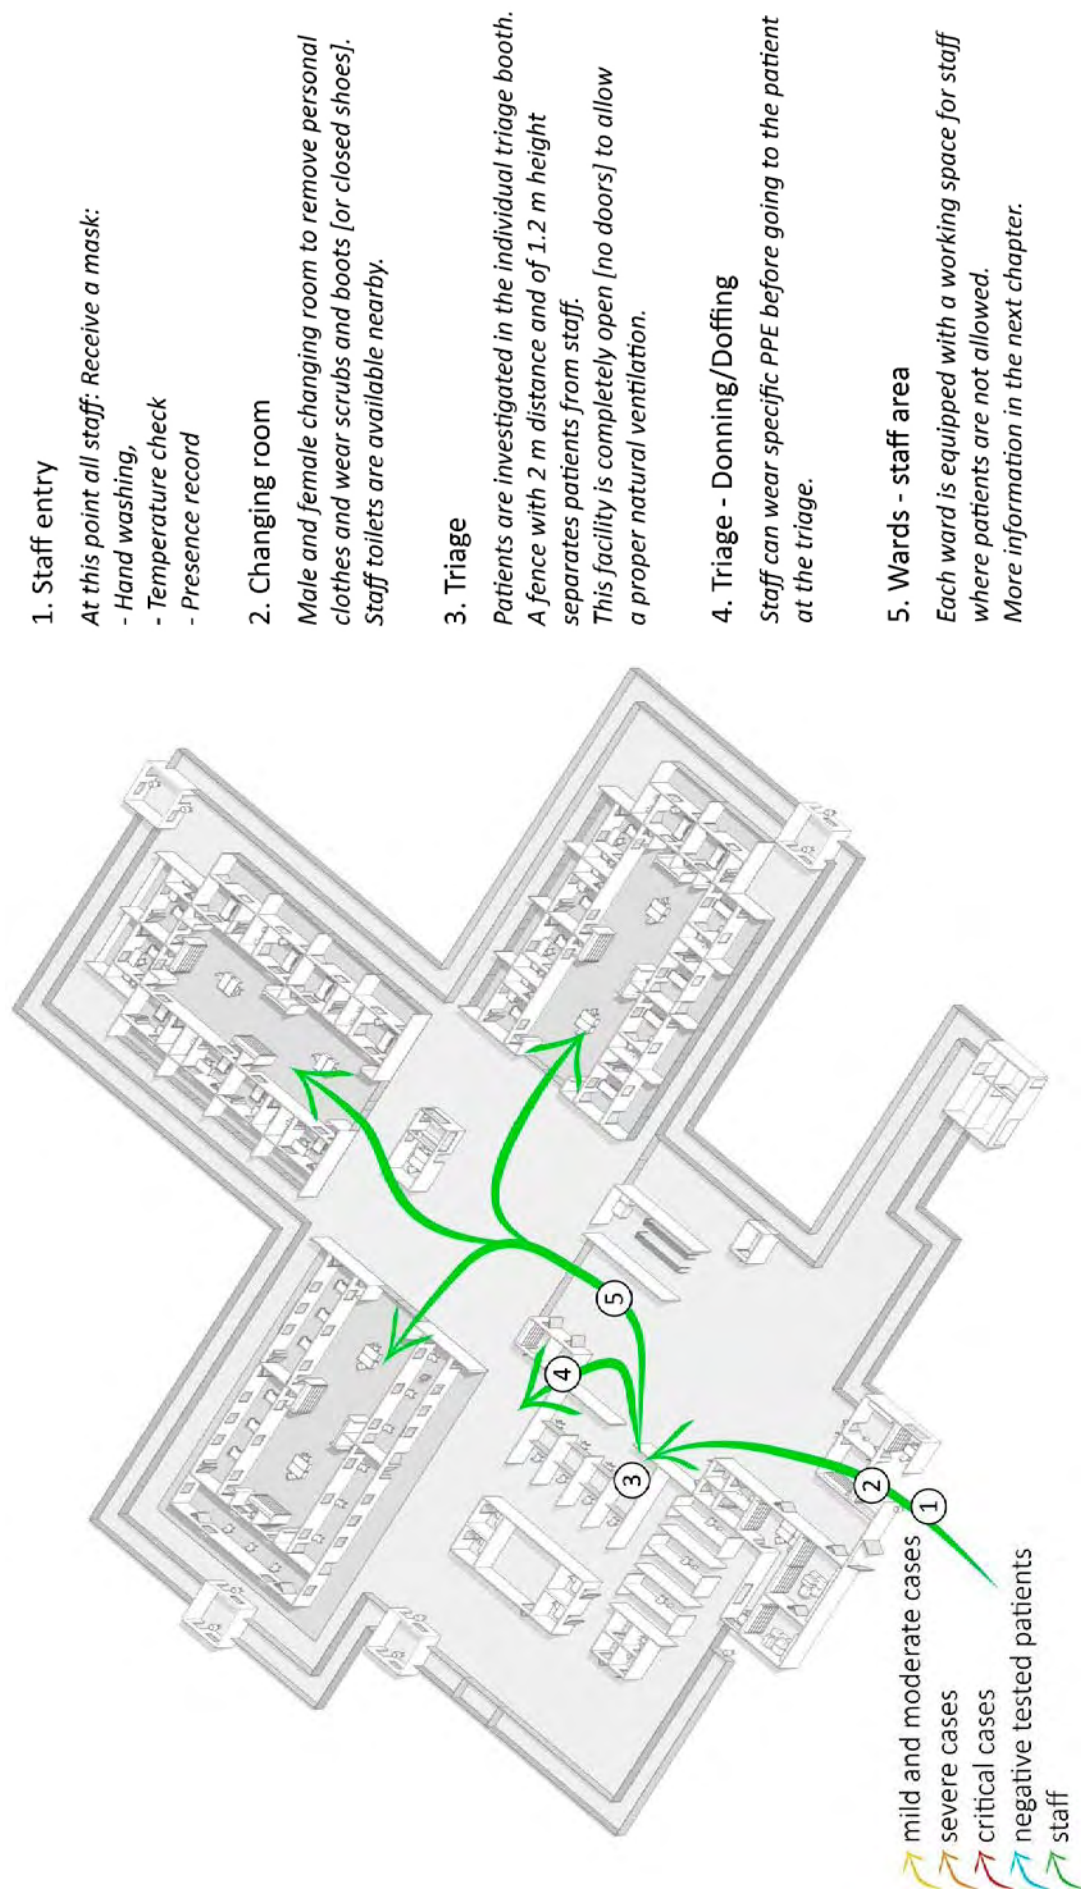 1. Staff entry
At this point all staff: Receive a mask:
- Hand washing,
- Temperature check
- Presence record
2. Changing room
Male and female changing room to remove personal
clothes and wear scrubs and boots [or closed shoes].
Staff toilets are available nearby.
3. Triage
Patients are investigated in the individual triage booth.
A fence with 2 m distance and of 1.2 m height
separates patients from staff.
This facility is completely open [no doors] to allow
a proper natural ventilation.
4. Triage - Donning/Doffing
Staff can wear specific PPE before going to the patient
at the triage.
5. Wards - staff area
Each ward is equipped with a working space for staff
where patients are not allowed.
More information in the next chapter.
1
2
3
4
5
mild and moderate cases
severe cases
critical cases
negative tested patients
staff